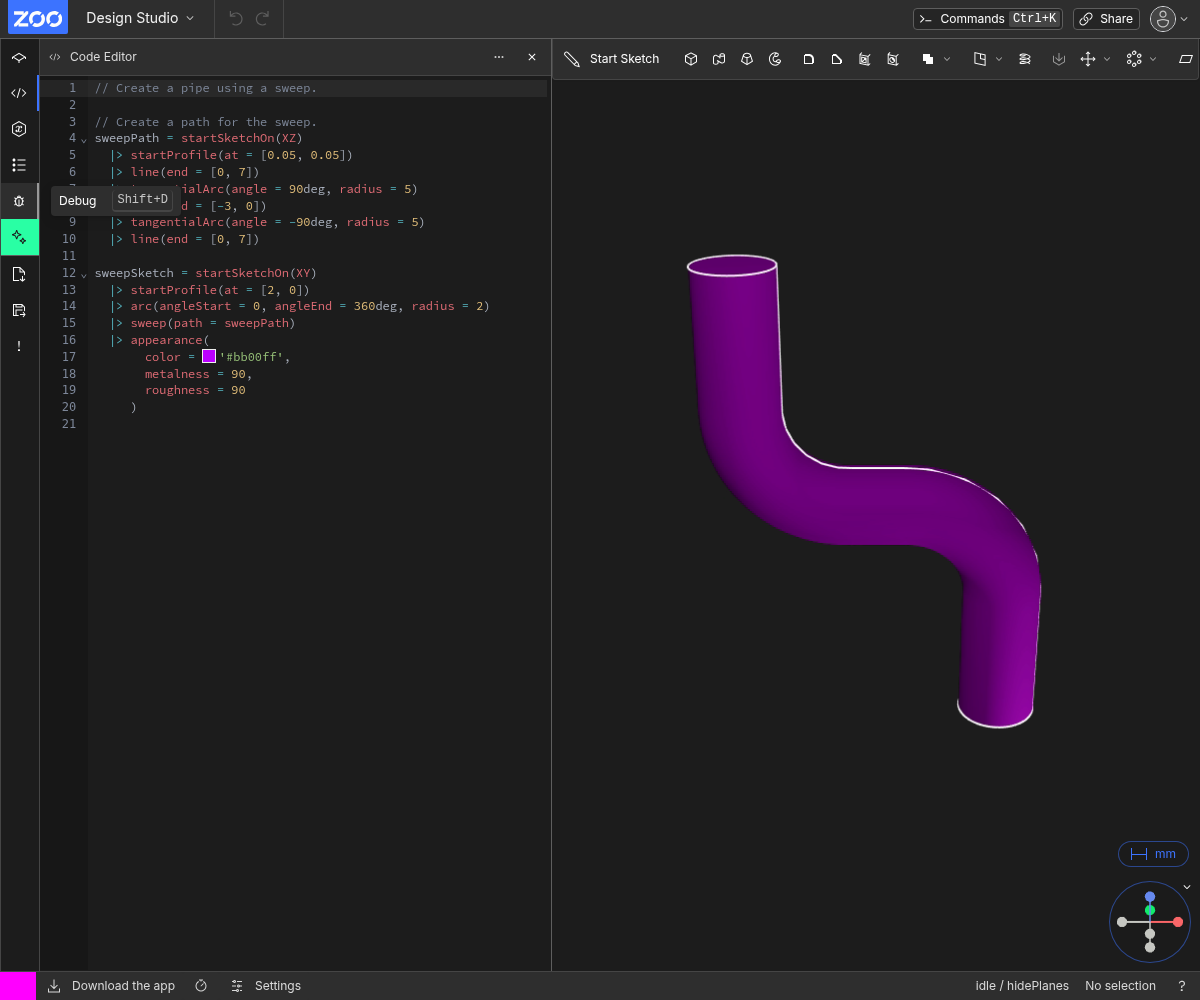 ZOO
Design Studio
Commands Ctrl+K
Share
Code Editor
Start Sketch
1 // Create a pipe using a sweep.
2
3 // Create a path for the sweep.
4 sweepPath = startSketchOn(XZ)
5 |> startProfile(at = [0.05, 0.05])
6 |> line(end = [0, 7])
angle = 90deg, radius = 5)
Debug Shift+D
= [-3, 0])
9 |> tangentialArc(angle = -90deg, radius = 5)
10 |> line(end = [0, 7])
11
12 sweepSketch = startSketchOn(XY)
13 |> startProfile(at = [2, 0])
14 |> arc(angleStart = 0, angleEnd = 360deg, radius = 2)
15 |> sweep(path = sweepPath)
16 |> appearance(
17 color = '#bb00ff',
18 metalness = 90,
19 roughness = 90
20 )
21
mm
Download the app
Settings
idle / hidePlanes
No selection
?